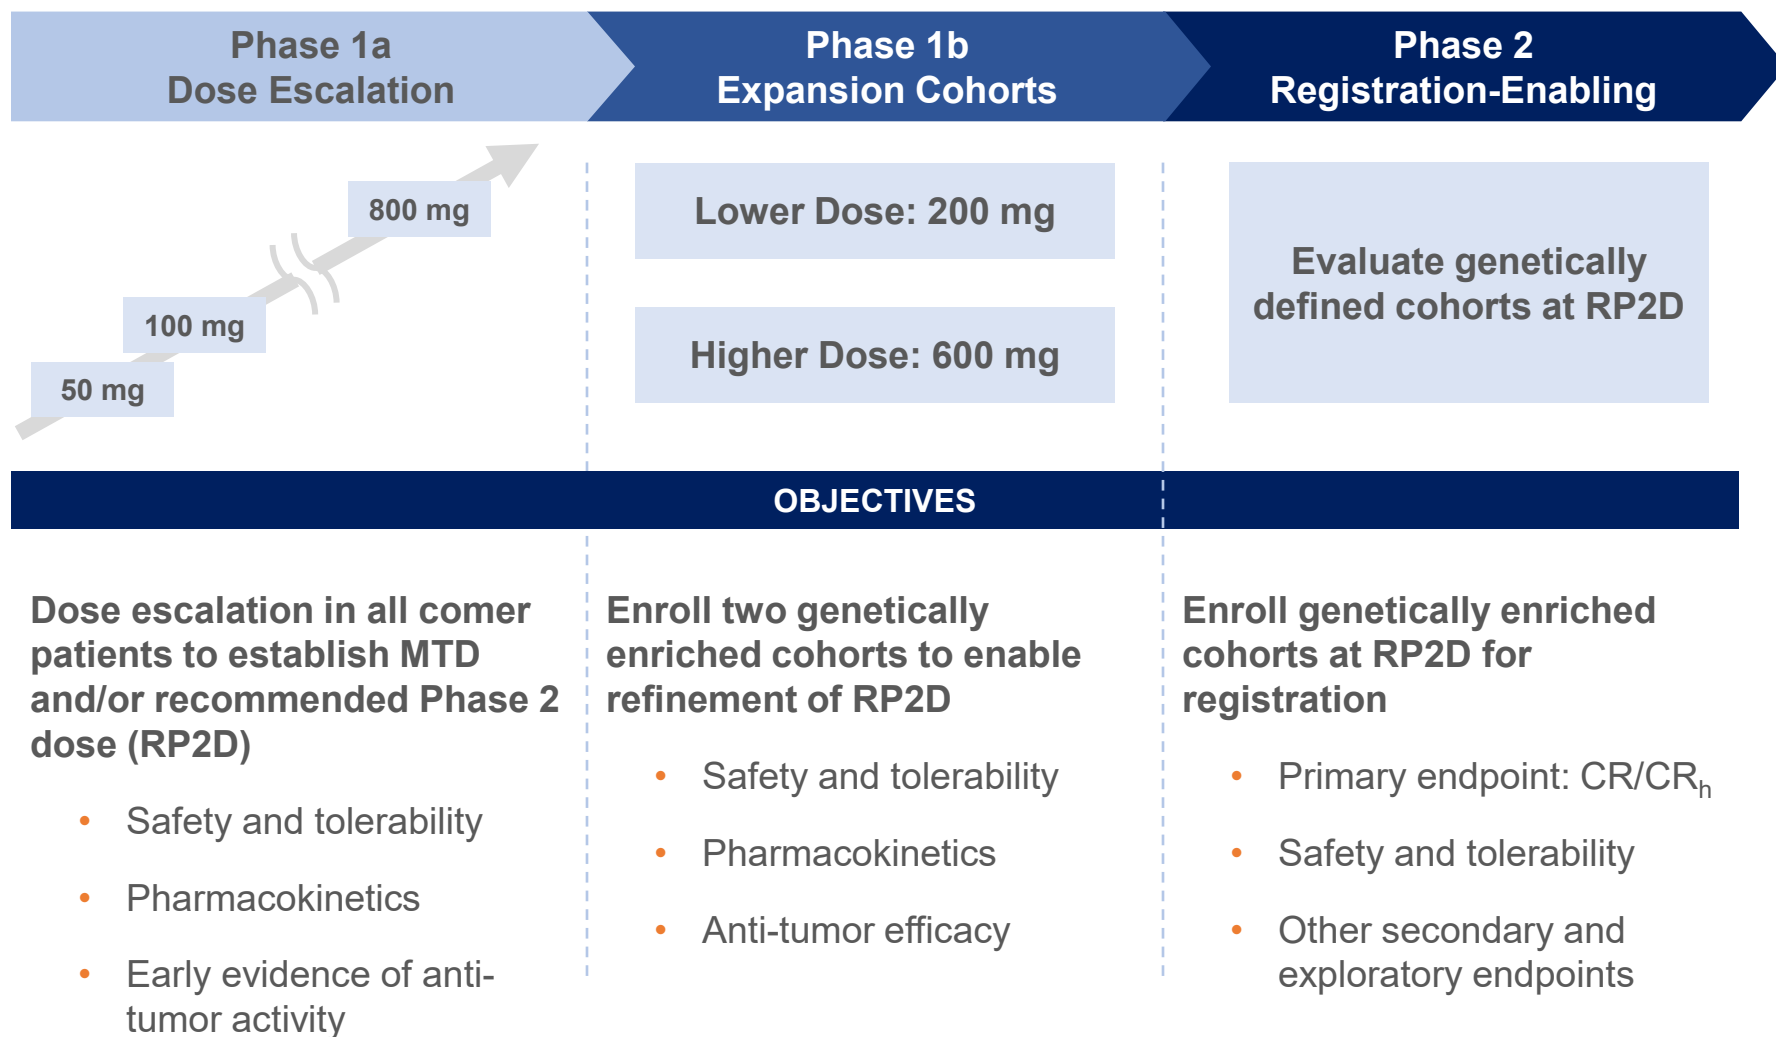 Phase 1a
Dose Escalation
Phase 1b
Expansion Cohorts
Phase 2
Registration-Enabling
800 mg
100 mg
50 mg
Lower Dose: 200 mg
Higher Dose: 600 mg
Evaluate genetically
defined cohorts at RP2D
OBJECTIVES
Dose escalation in all comer
patients to establish MTD
and/or recommended Phase 2
dose (RP2D)
• Safety and tolerability
• Pharmacokinetics
• Early evidence of anti-
tumor activity
Enroll two genetically
enriched cohorts to enable
refinement of RP2D
• Safety and tolerability
• Pharmacokinetics
• Anti-tumor efficacy
Enroll genetically enriched
cohorts at RP2D for
registration
• Primary endpoint: CR/CRh
• Safety and tolerability
• Other secondary and
exploratory endpoints